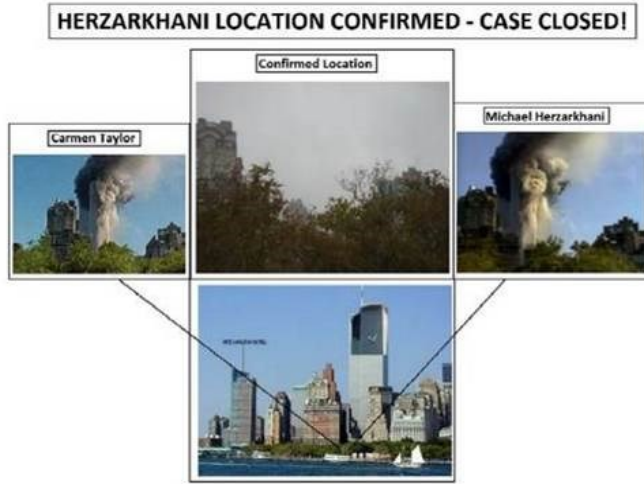 HERZARKHANI LOCATION CONFIRMED - CASE CLOSED!
Confirmed Location
Carmen Taylor
Michael Herzarkhani